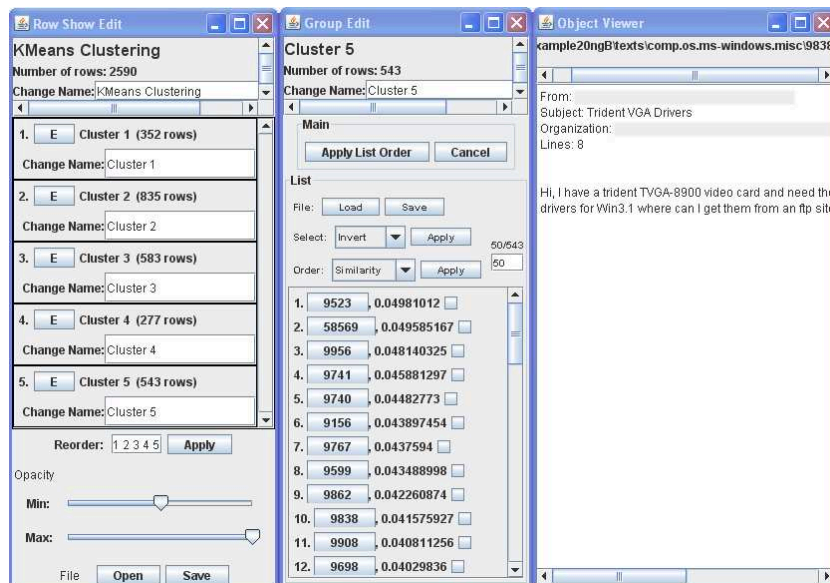 Row Show Edit
KMeans Clustering
Number of rows: 2590
Change Name: KMeans Clustering
1. E Cluster 1 (352 rows)
Change Name: Cluster 1
2. E Cluster 2 (835 rows)
Change Name: Cluster 2
3. E Cluster 3 (583 rows)
Change Name: Cluster 3
4. E Cluster 4 (277 rows)
Change Name: Cluster 4
5. E Cluster 5 (543 rows)
Change Name: Cluster 5
Reorder: 1 2 3 4 5 Apply
Opacity
Min:
Max:
File Open Save
Group Edit
Cluster 5
Number of rows: 543
Change Name: Cluster 5
Main
Apply List Order Cancel
List
File: Load Save
Select: Invert Apply
50/543
Order: Similarity Apply 50
1. 9523 , 0.04981012
2. 58569 , 0.049585167
3. 9956 , 0.048140325
4. 9741 , 0.045881297
5. 9740 , 0.04482773
6. 9156 , 0.043897454
7. 9767 , 0.0437594
8. 9599 , 0.043488998
9. 9862 , 0.042260874
10. 9838 , 0.041575927
11. 9908 , 0.040811256
12. 9698 , 0.04029836
Object Viewer
xample20ngB\texts\comp.os.ms-windows.misc\9838
From:
Subject: Trident VGA Drivers
Organization:
Lines: 8
Hi, I have a trident TVGA-8900 video card and need the
drivers for Win3.1 where can I get them from an ftp site